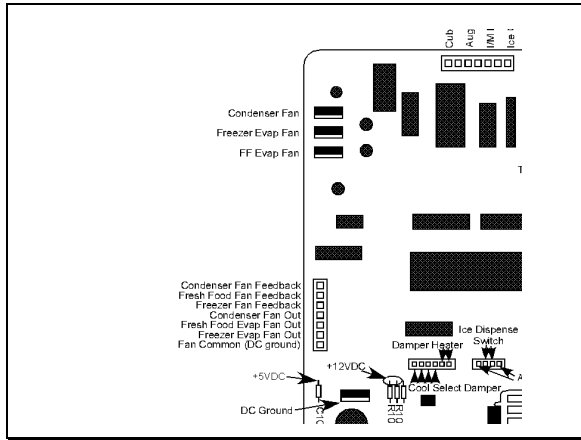 Cub
Aug
I/M I
Ice
Condenser Fan
Freezer Evap Fan
FF Evap Fan
T
Condenser Fan Feedback
Fresh Food Fan Feedback
Freezer Fan Feedback
Condenser Fan Out
Fresh Food Evap Fan Out
Freezer Evap Fan Out
Fan Common (DC ground)
Ice Dispense
Switch
Damper Heater
+12VDC
+5VDC
Cool Select Damper
A
DC Ground